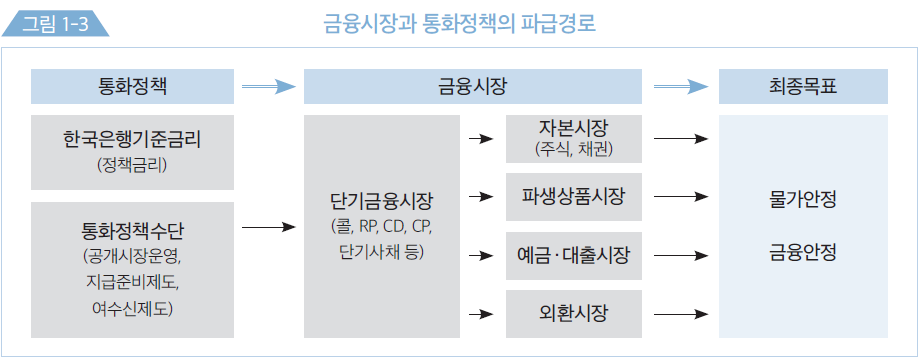 그림 1-3
금융시장과 통화정책의 파급경로
통화정책
금융시장
최종목표
한국은행기준금리
(정책금리)
통화정책수단
(공개시장운영,
지급준비제도,
여수신제도)
단기금융시장
(콜, RP, CD, CP,
단기사채 등)
자본시장
(주식, 채권)
파생상품시장
예금·대출시장
외환시장
물가안정
금융안정